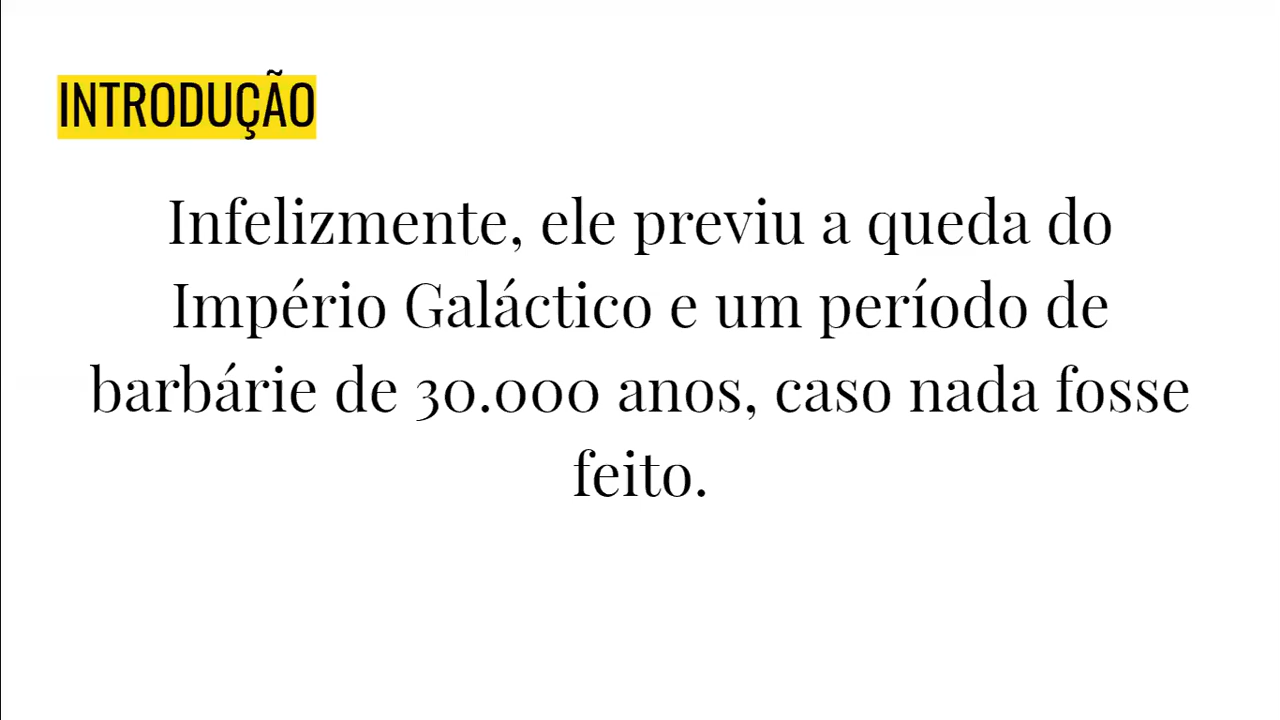 INTRODUÇÃO
Infelizmente, ele previu a queda do
Império Galáctico e um período de
barbárie de 30.000 anos, caso nada fosse
feito.